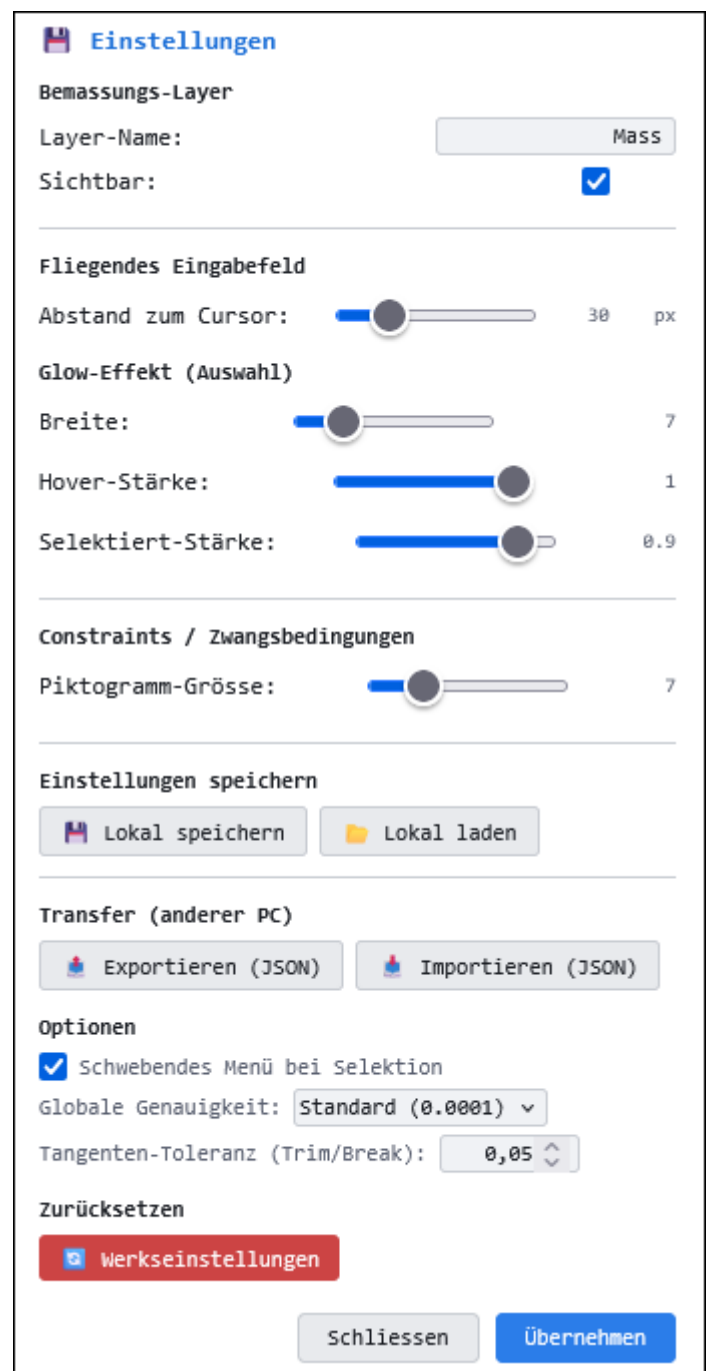 Einstellungen
Bemassungs-Layer
Layer-Name: Mass
Sichtbar:
Fliegendes Eingabefeld
Abstand zum Cursor: 30 px
Glow-Effekt (Auswahl)
Breite: 7
Hover-Stärke: 1
Selektiert-Stärke: 0.9
Constraints / Zwangsbedingungen
Piktogramm-Grösse: 7
Einstellungen speichern
Lokal speichern Lokal laden
Transfer (anderer PC)
Exportieren (JSON) Importieren (JSON)
Optionen
Schwebendes Menü bei Selektion
Globale Genauigkeit: Standard (0.0001)
Tangenten-Toleranz (Trim/Break): 0,05
Zurücksetzen
Werkseinstellungen
Schliessen Übernehmen